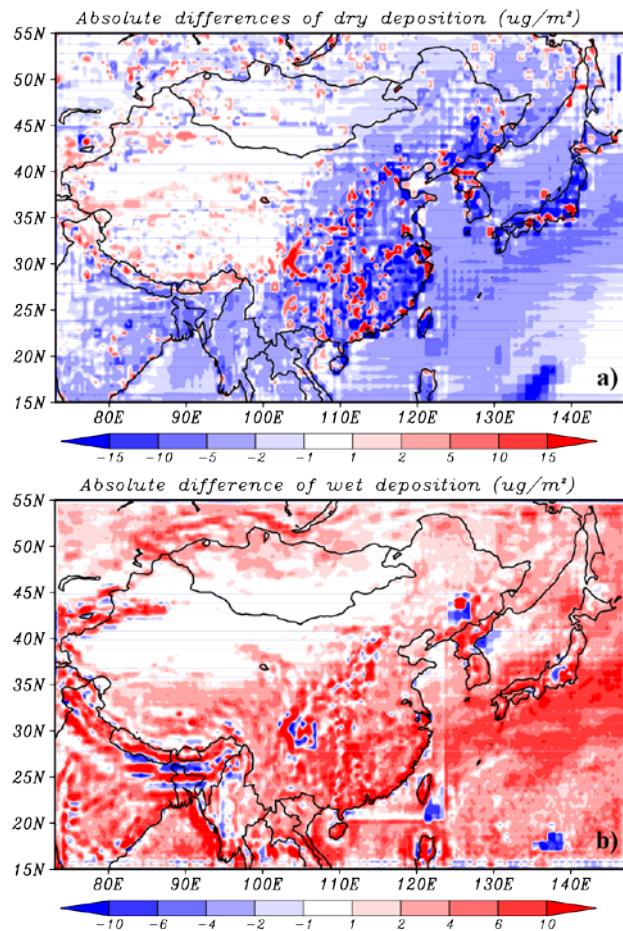 Absolute differences of dry deposition (ug/m²)
55N
50N
45N
40N
35N
30N
25N
20N
15N
a)
80E 90E 100E 110E 120E 130E 140E
-15 -10 -5 -2 -1 1 2 5 10 15
Absolute difference of wet deposition (ug/m²)
55N
50N
45N
40N
35N
30N
25N
20N
15N
b)
80E 90E 100E 110E 120E 130E 140E
-10 -6 -4 -2 -1 1 2 4 6 10